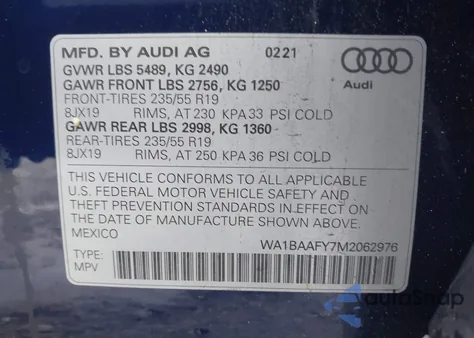 MFD. BY AUDI AG 0221
GVWR LBS 5489, KG 2490
GAWR FRONT LBS 2756, KG 1250
FRONT-TIRES 235/55 R19
8JX19 RIMS, AT 230 KPA 33 PSI COLD
GAWR REAR LBS 2998, KG 1360
REAR-TIRES 235/55 R19
8JX19 RIMS, AT 250 KPA 36 PSI COLD
Audi
THIS VEHICLE CONFORMS TO ALL APPLICABLE
U.S. FEDERAL MOTOR VEHICLE SAFETY AND
THEFT PREVENTION STANDARDS IN EFFECT ON
THE DATE OF MANUFACTURE SHOWN ABOVE.
MEXICO WA1BAAFY7M2062976
TYPE:
MPV
autoSnap